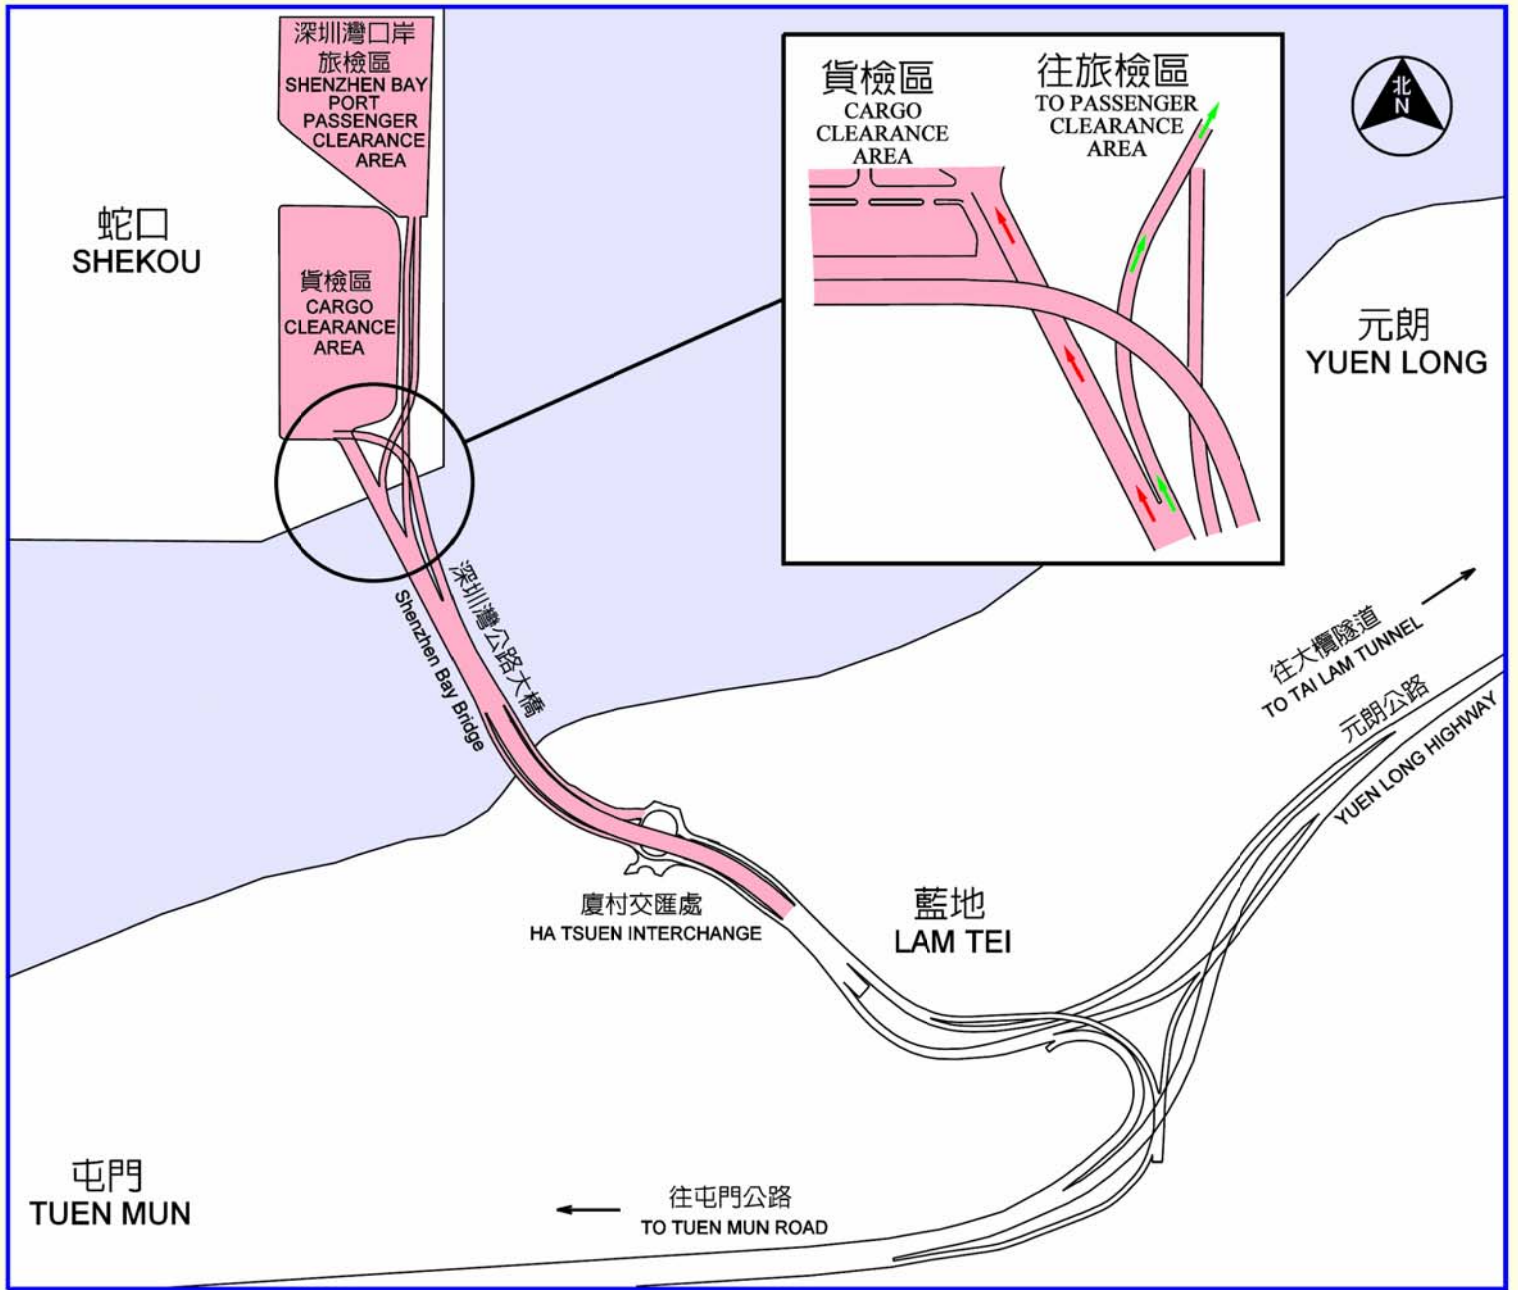 深圳灣口岸
旅檢區
SHENZHEN BAY
PORT
PASSENGER
CLEARANCE
AREA
蛇口
SHEKOU
貨檢區
CARGO
CLEARANCE
AREA
貨檢區
CARGO
CLEARANCE
AREA
往旅檢區
TO PASSENGER
CLEARANCE
AREA
北
N
元朗
YUEN LONG
深圳灣公路大橋
Shenzhen Bay Bridge
往大欖隧道
TO TAI LAM TUNNEL
元朗公路
YUEN LONG HIGHWAY
廈村交匯處
HA TSUEN INTERCHANGE
藍地
LAM TEI
屯門
TUEN MUN
往屯門公路
TO TUEN MUN ROAD